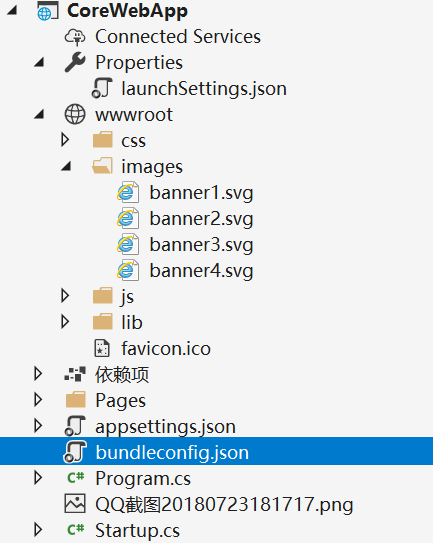 CoreWebApp
Connected Services
Properties
launchSettings.json
wwwroot
css
images
banner1.svg
banner2.svg
banner3.svg
banner4.svg
js
lib
favicon.ico
依赖项
Pages
appsettings.json
bundleconfig.json
C# Program.cs
QQ截图20180723181717.png
C# Startup.cs